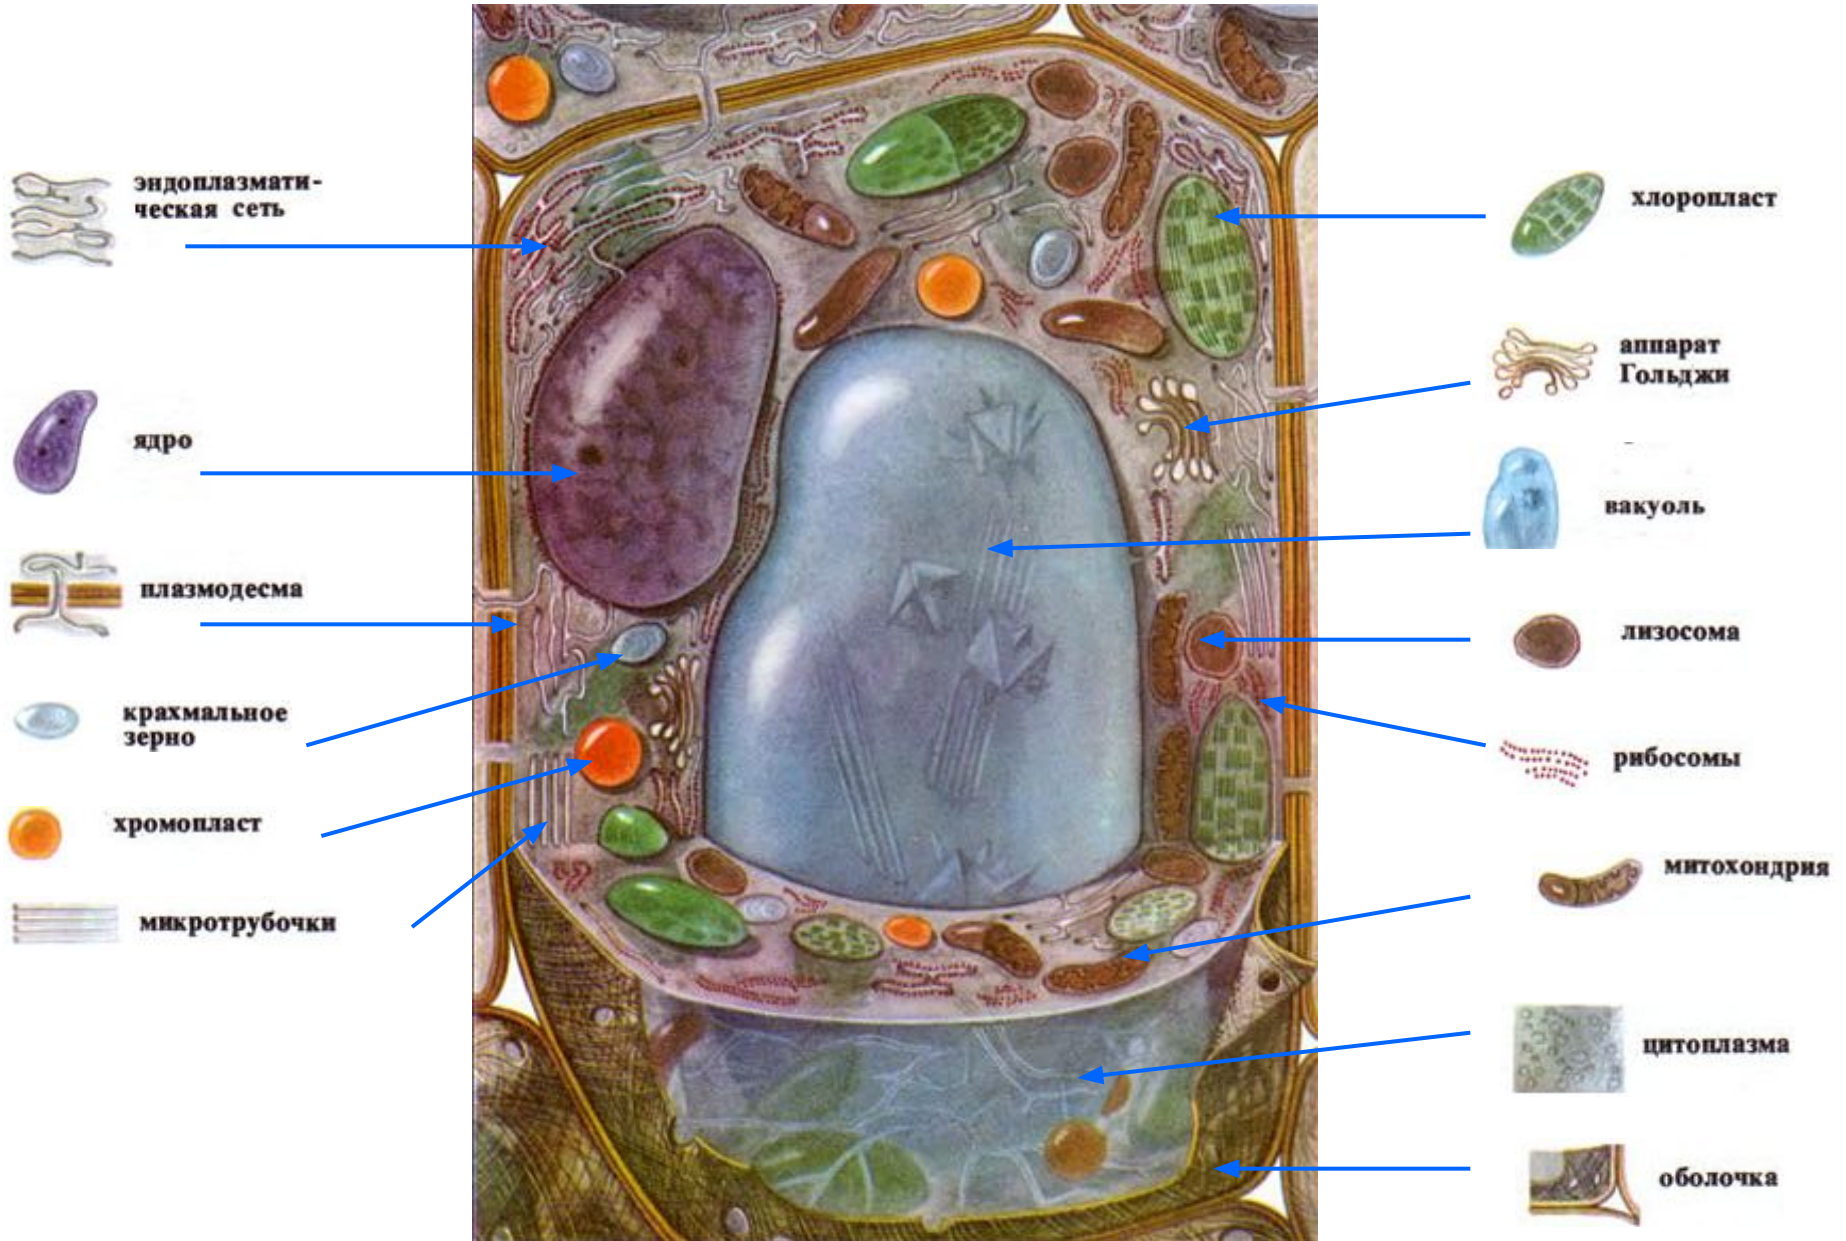 эндоплазмати-
ческая сеть
ядро
плазмодесма
крахмальное
зерно
хромопласт
микротрубочки
хлоропласт
аппарат
Гольджи
вакуоль
лизосома
рибосомы
митохондрия
цитоплазма
оболочка